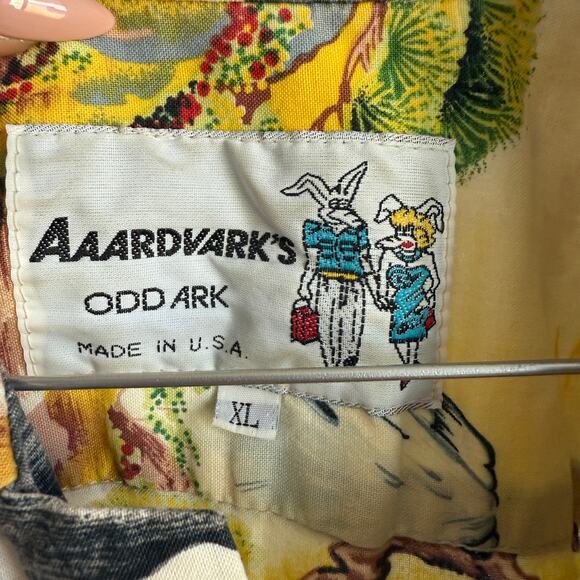 AAARDVARK'S
ODD ARK
MADE IN U.S.A.
XL